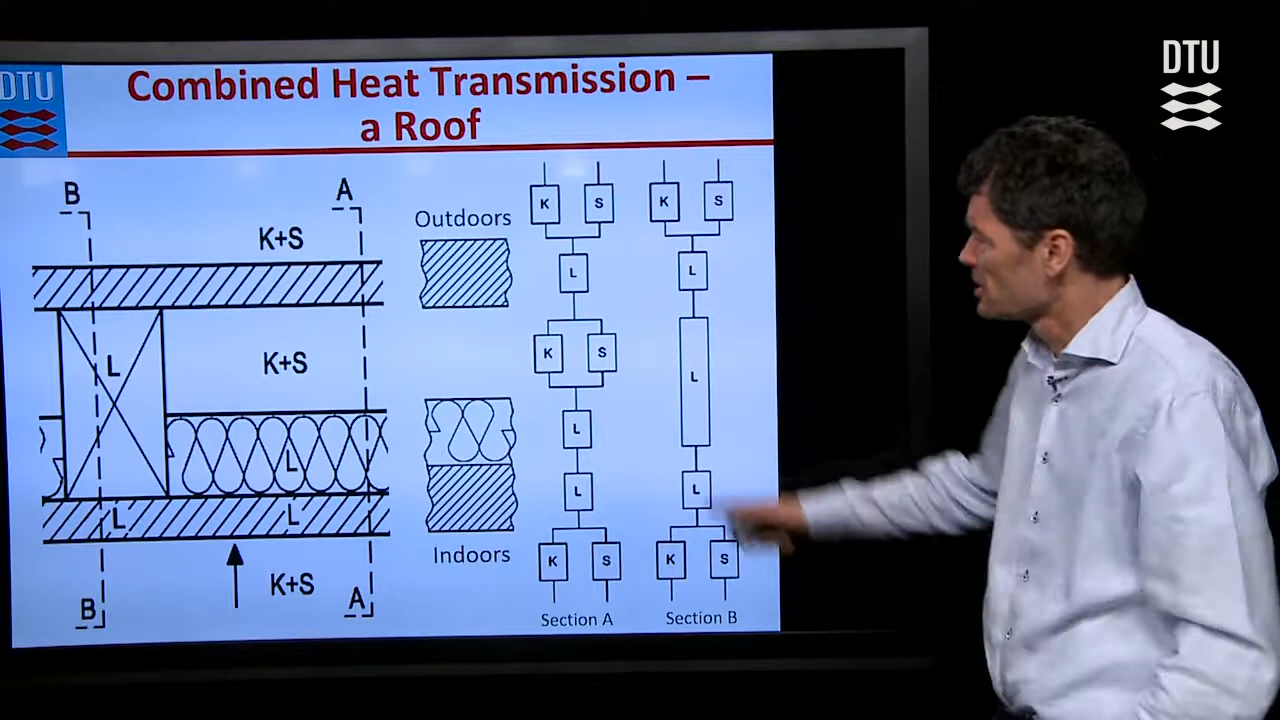 DTU
DTU
Combined Heat Transmission –
a Roof
B
A
K+S
L
K+S
L
L
L
K+S
B
A
Outdoors
Indoors
K
S
L
K
S
L
L
K
S
Section A
K
S
L
L
L
K
S
Section B